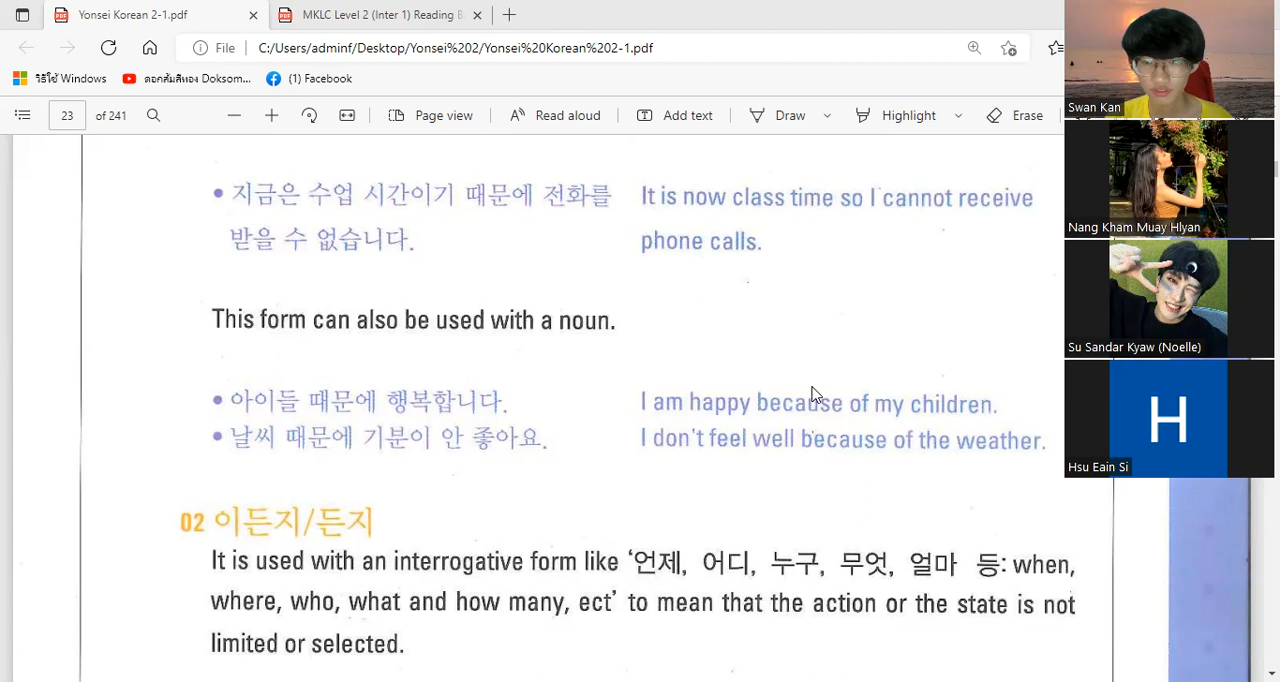 Yonsei Korean 2-1.pdf
MKLC Level 2 (Inter 1) Reading B
File C:/Users/adminf/Desktop/Yonsei%202/Yonsei%20Korean%202-1.pdf
วิธีใช้ Windows ดอกส้มสีทอง Doksom... (1) Facebook
23 of 241 Page view Read aloud Add text Draw Highlight Erase
• 지금은 수업 시간이기 때문에 전화를 It is now class time so I cannot receive
받을 수 없습니다. phone calls.
This form can also be used with a noun.
• 아이들 때문에 행복합니다. I am happy because of my children.
• 날씨 때문에 기분이 안 좋아요. I don't feel well because of the weather.
02 이든지/든지
It is used with an interrogative form like ‘언제, 어디, 누구, 무엇, 얼마 등: when,
where, who, what and how many, ect’ to mean that the action or the state is not
limited or selected.
Swan Kan
Nang Kham Muay Hlyan
Su Sandar Kyaw (Noelle)
H
Hsu Eain Si